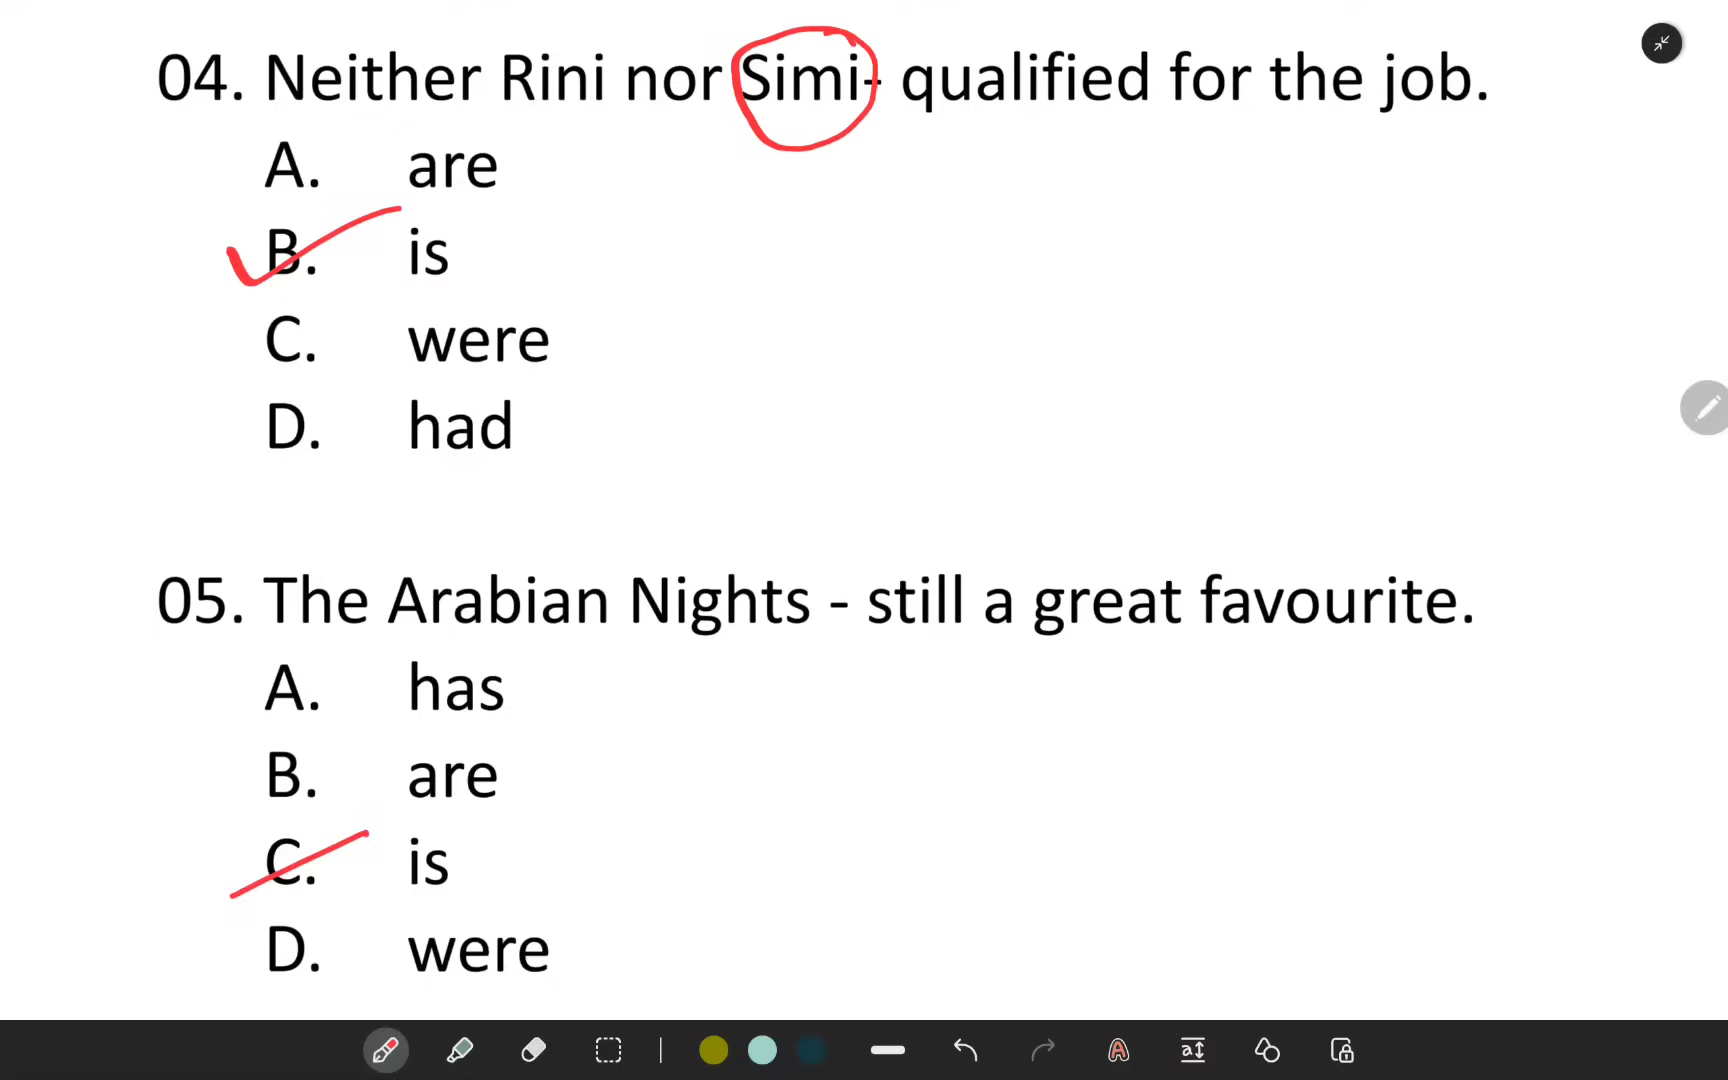 04. Neither Rini nor Simi- qualified for the job.
A. are
B. is
C. were
D. had
05. The Arabian Nights - still a great favourite.
A. has
B. are
C. is
D. were